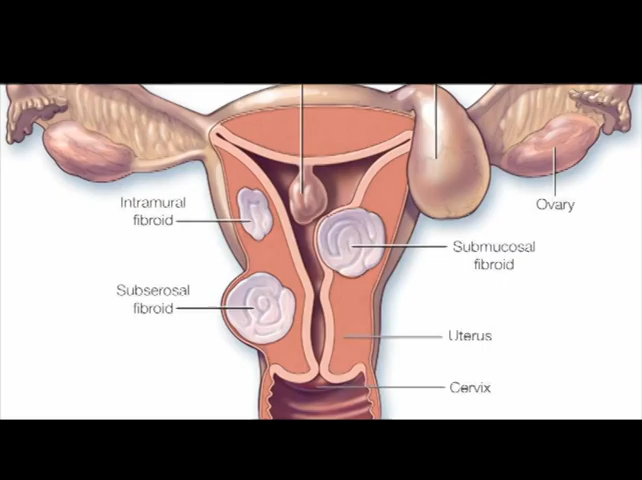 Intramural
fibroid
Ovary
Submucosal
fibroid
Subserosal
fibroid
Uterus
Cervix